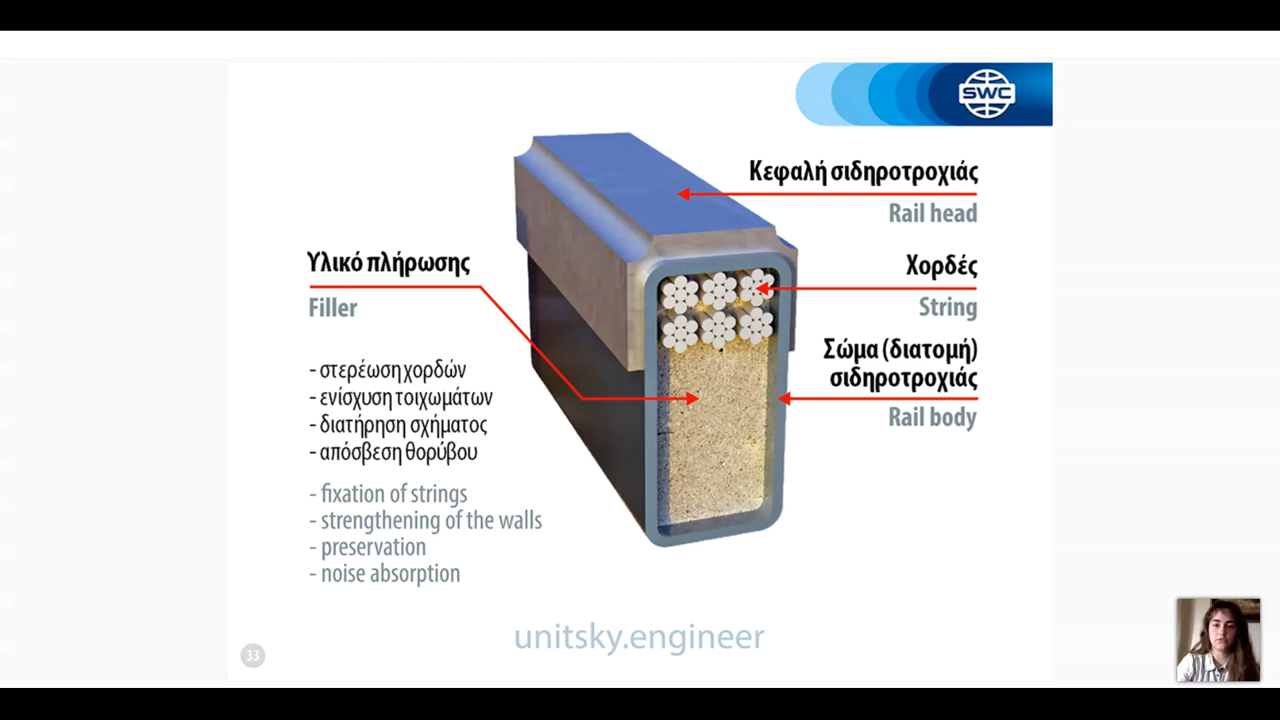 SWC
Κεφαλή σιδηροτροχιάς
Rail head
Υλικό πλήρωσης
Filler
Χορδές
String
Σώμα (διατομή)
σιδηροτροχιάς
Rail body
- στερέωση χορδών
- ενίσχυση τοιχωμάτων
- διατήρηση σχήματος
- απόσβεση θορύβου
- fixation of strings
- strengthening of the walls
- preservation
- noise absorption
unitsky.engineer
33